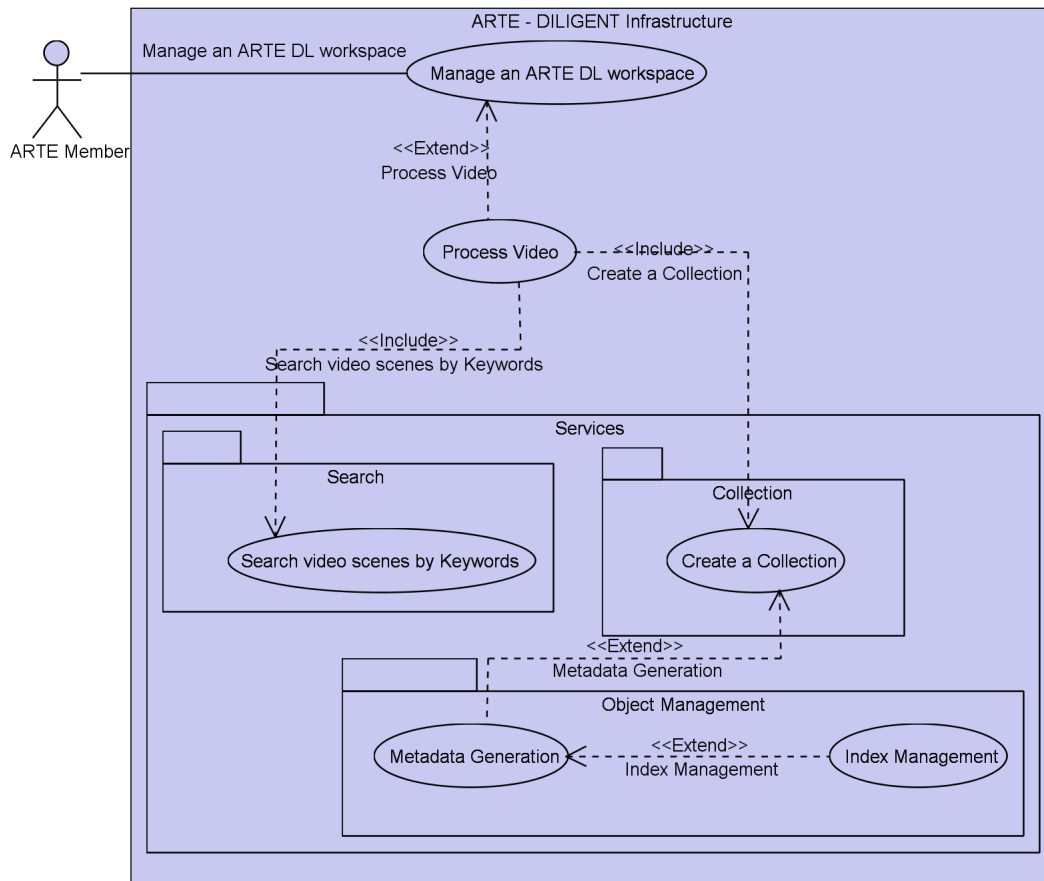 ARTE - DILIGENT Infrastructure
Manage an ARTE DL workspace
Manage an ARTE DL workspace
ARTE Member
<<Extend>>
Process Video
Process Video
<<Include>>
Create a Collection
<<Include>>
Search video scenes by Keywords
Services
Search
Collection
Search video scenes by Keywords
Create a Collection
<<Extend>>
Metadata Generation
Object Management
Metadata Generation
<<Extend>>
Index Management
Index Management